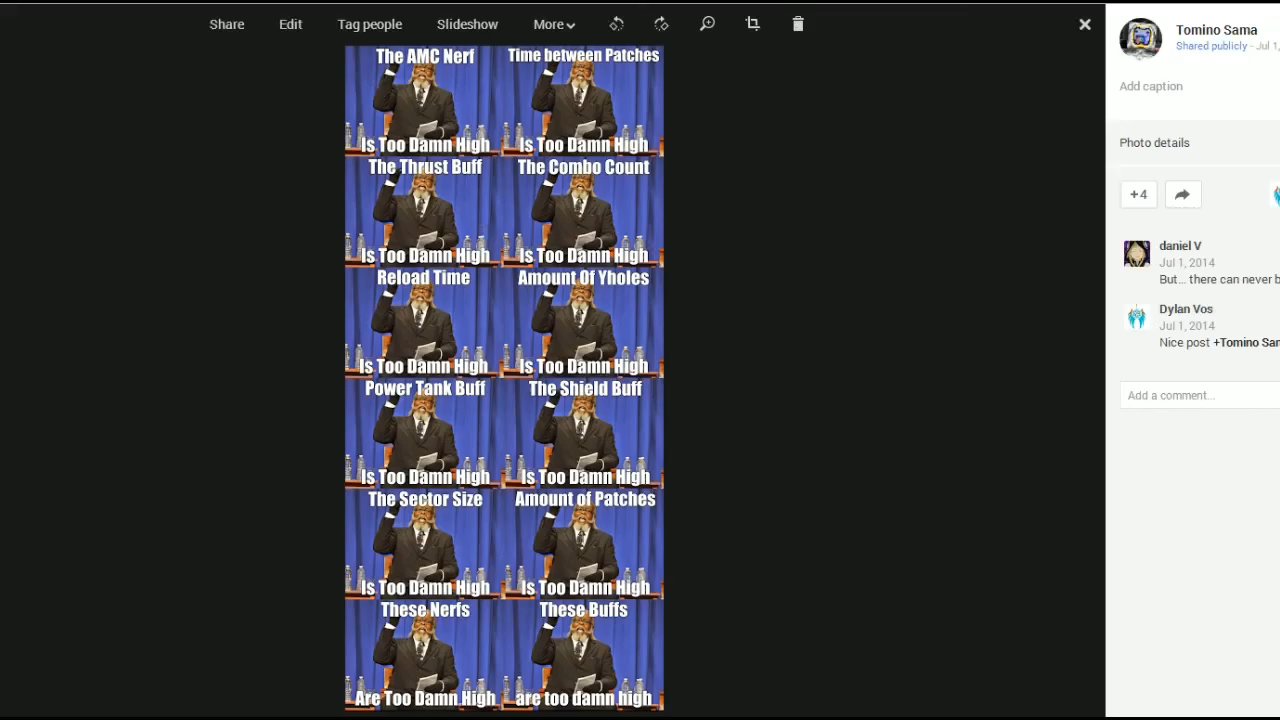 Share Edit Tag people Slideshow More
The AMC Nerf
Is Too Damn High
Time between Patches
Is Too Damn High
The Thrust Buff
Is Too Damn High
The Combo Count
Is Too Damn High
Reload Time
Is Too Damn High
Amount Of Yholes
Is Too Damn High
Power Tank Buff
Is Too Damn High
The Shield Buff
Is Too Damn High
The Sector Size
Is Too Damn High
Amount of Patches
Is Too Damn High
These Nerfs
Are Too Damn High
These Buffs
are too damn high
Tomino Sama
Shared publicly - Jul 1,
Add caption
Photo details
+4
daniel V
Jul 1, 2014
But... there can never
Dylan Vos
Jul 1, 2014
Nice post +Tomino
Add a comment...